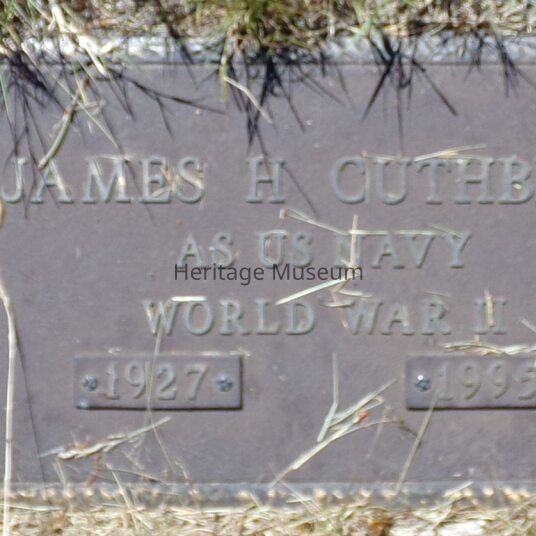 JAMES H CUTHB
AS US NAVY
Heritage Museum
WORLD WAR II
1927 1995